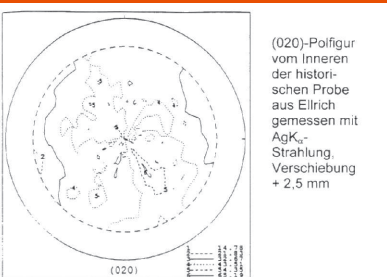 (020)-Polfigur
vom Inneren
der histori-
schen Probe
aus Ellrich
gemessen mit
AgKα-
Strahlung,
Verschiebung
+ 2,5 mm
(020)